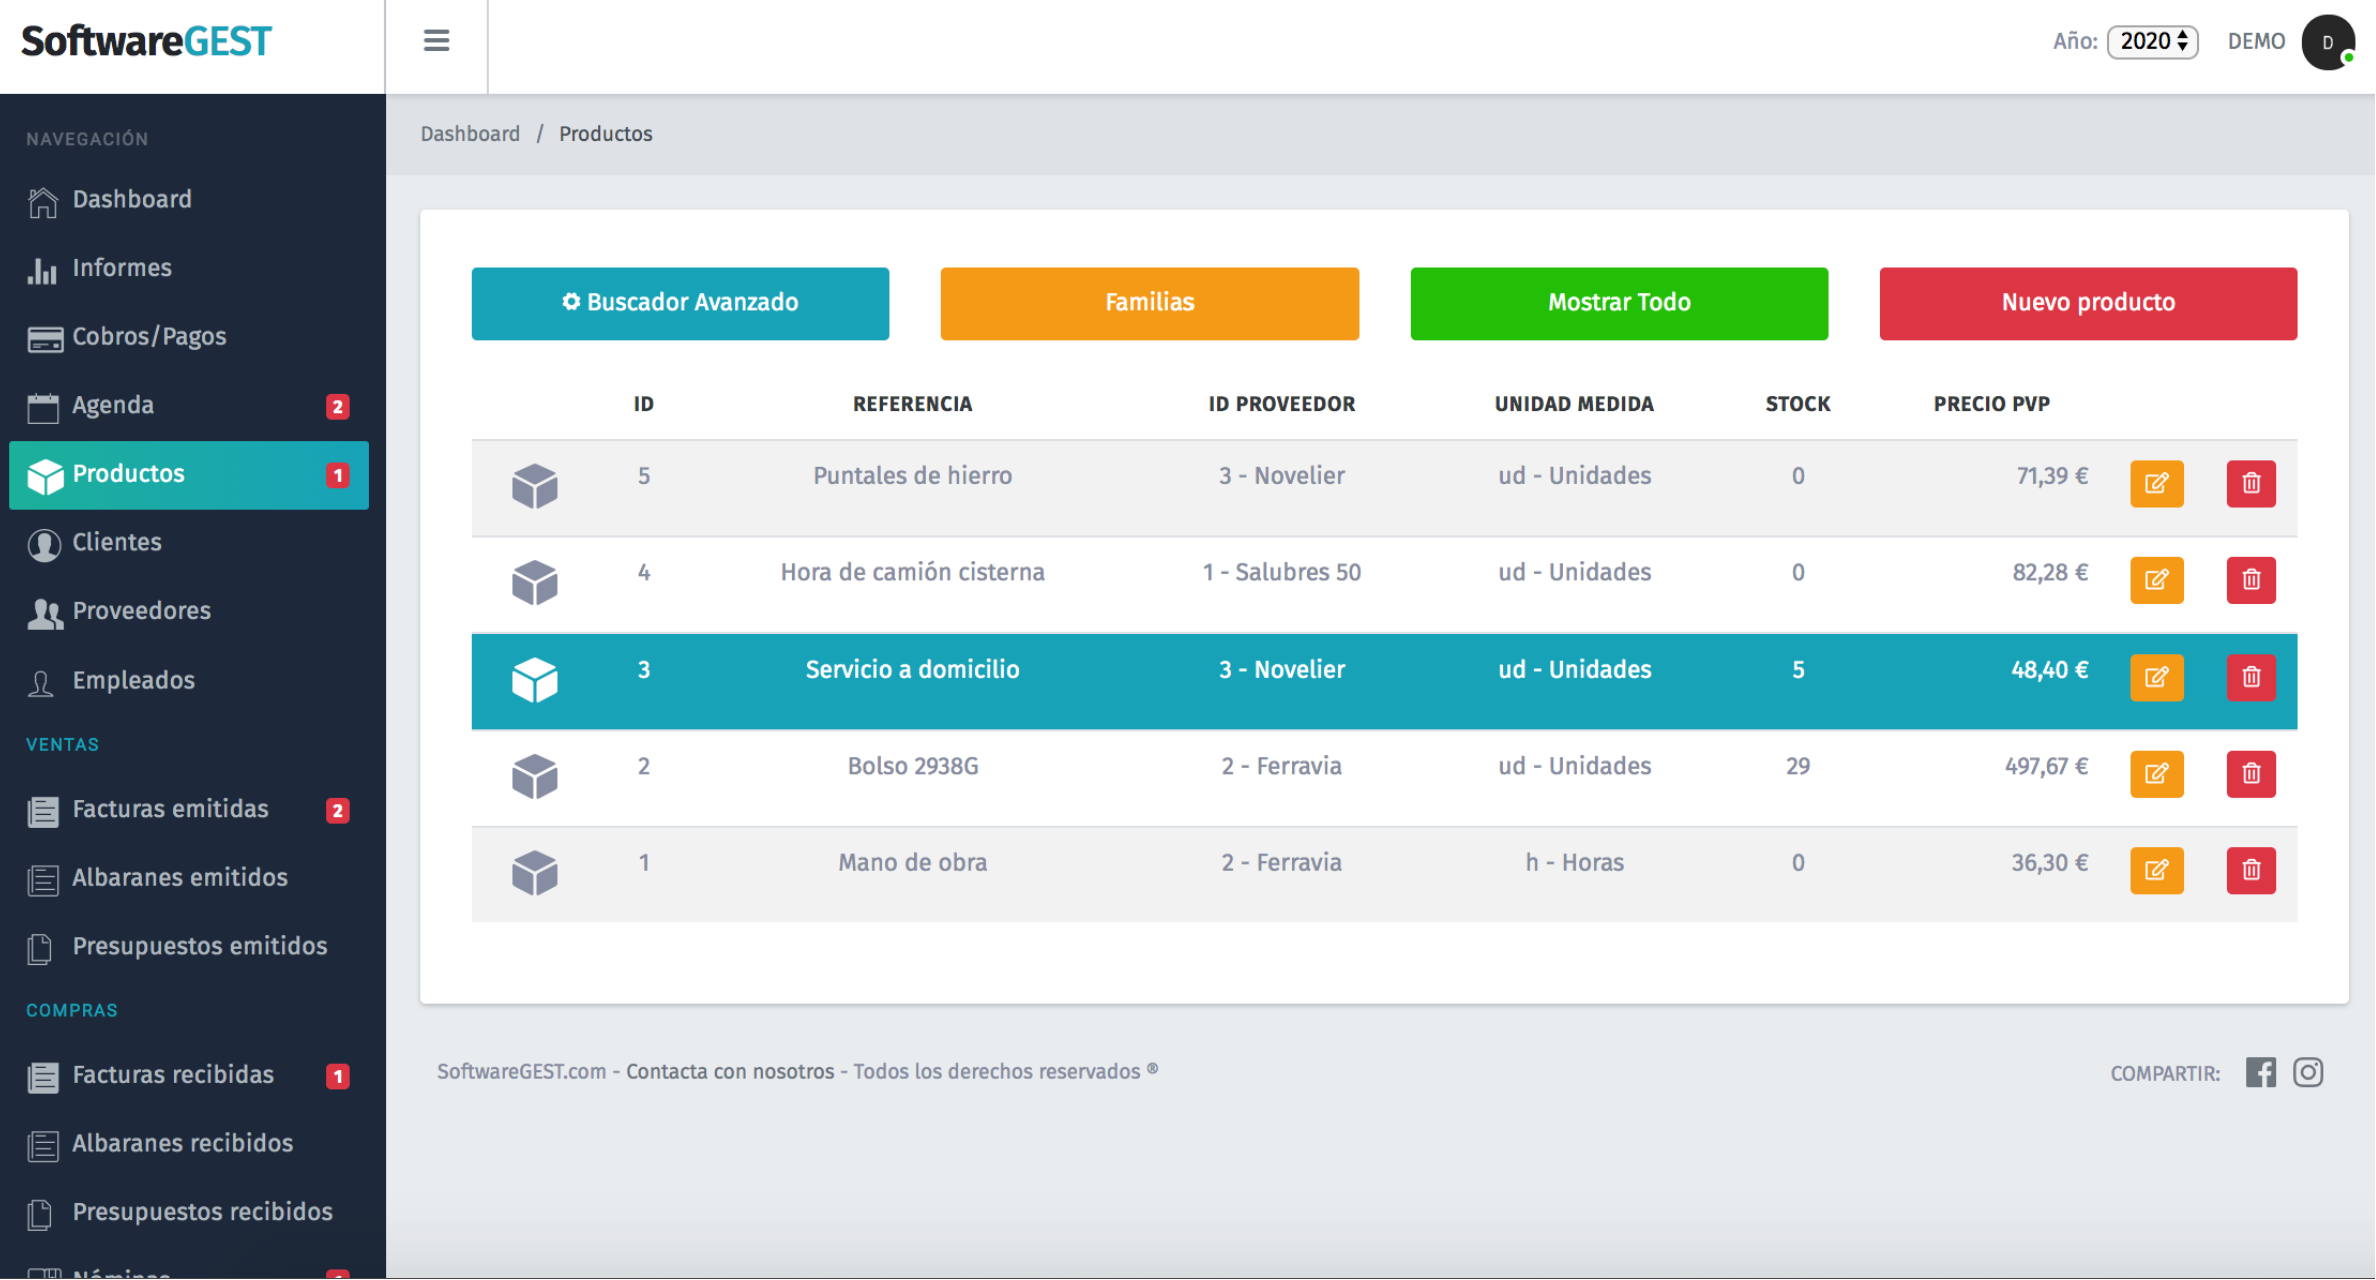 SoftwareGEST
Año: 2020 DEMO D
NAVEGACIÓN
Dashboard
Informes
Cobros/Pagos
Agenda 2
Productos 1
Clientes
Proveedores
Empleados
VENTAS
Facturas emitidas 2
Albaranes emitidos
Presupuestos emitidos
COMPRAS
Facturas recibidas 1
Albaranes recibidos
Presupuestos recibidos
Dashboard / Productos
Buscador Avanzado Familias Mostrar Todo Nuevo producto
ID REFERENCIA ID PROVEEDOR UNIDAD MEDIDA STOCK PRECIO PVP
5 Puntales de hierro 3 - Novelier ud - Unidades 0 71,39 €
4 Hora de camión cisterna 1 - Salubres 50 ud - Unidades 0 82,28 €
3 Servicio a domicilio 3 - Novelier ud - Unidades 5 48,40 €
2 Bolso 2938G 2 - Ferravia ud - Unidades 29 497,67 €
1 Mano de obra 2 - Ferravia h - Horas 0 36,30 €
SoftwareGEST.com - Contacta con nosotros - Todos los derechos reservados ®
COMPARTIR: